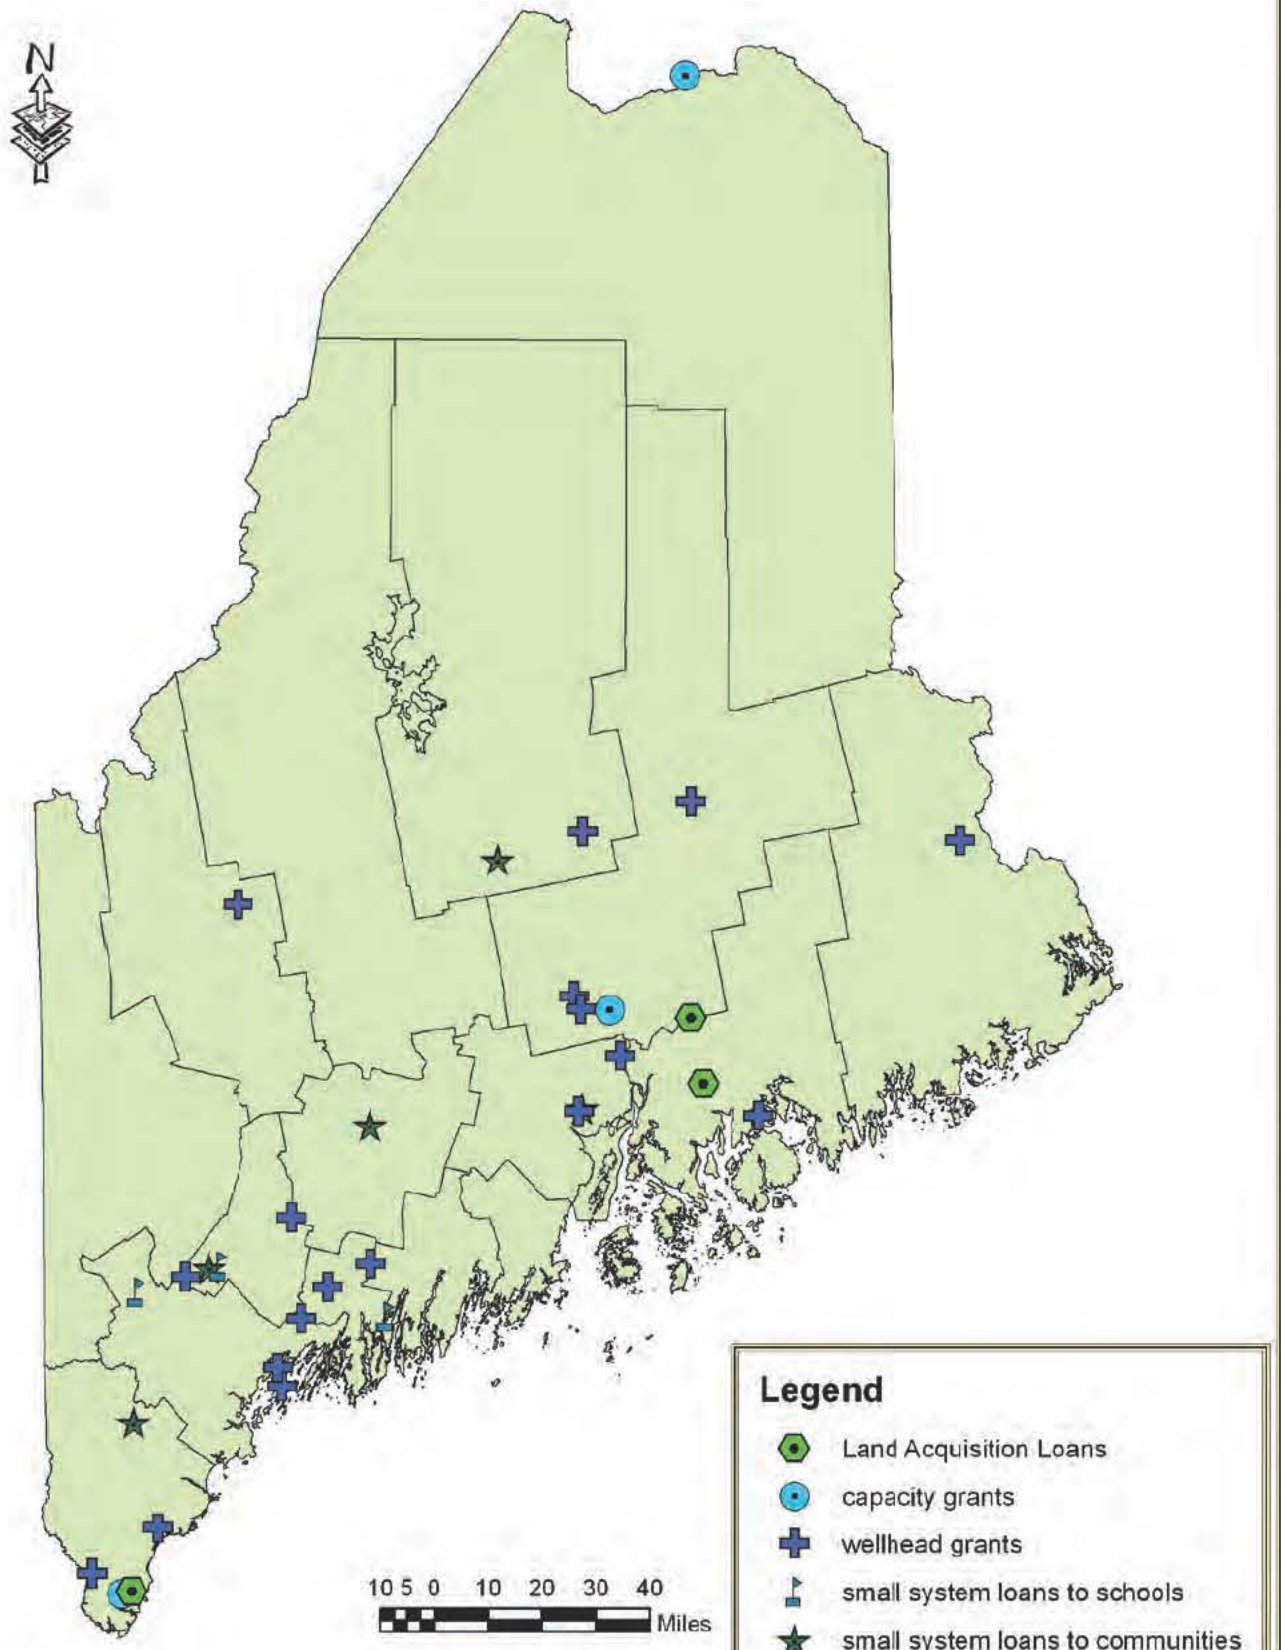 N
10 5 0 10 20 30 40
Miles
Legend
Land Acquisition Loans
capacity grants
wellhead grants
small system loans to schools
small system loans to communities